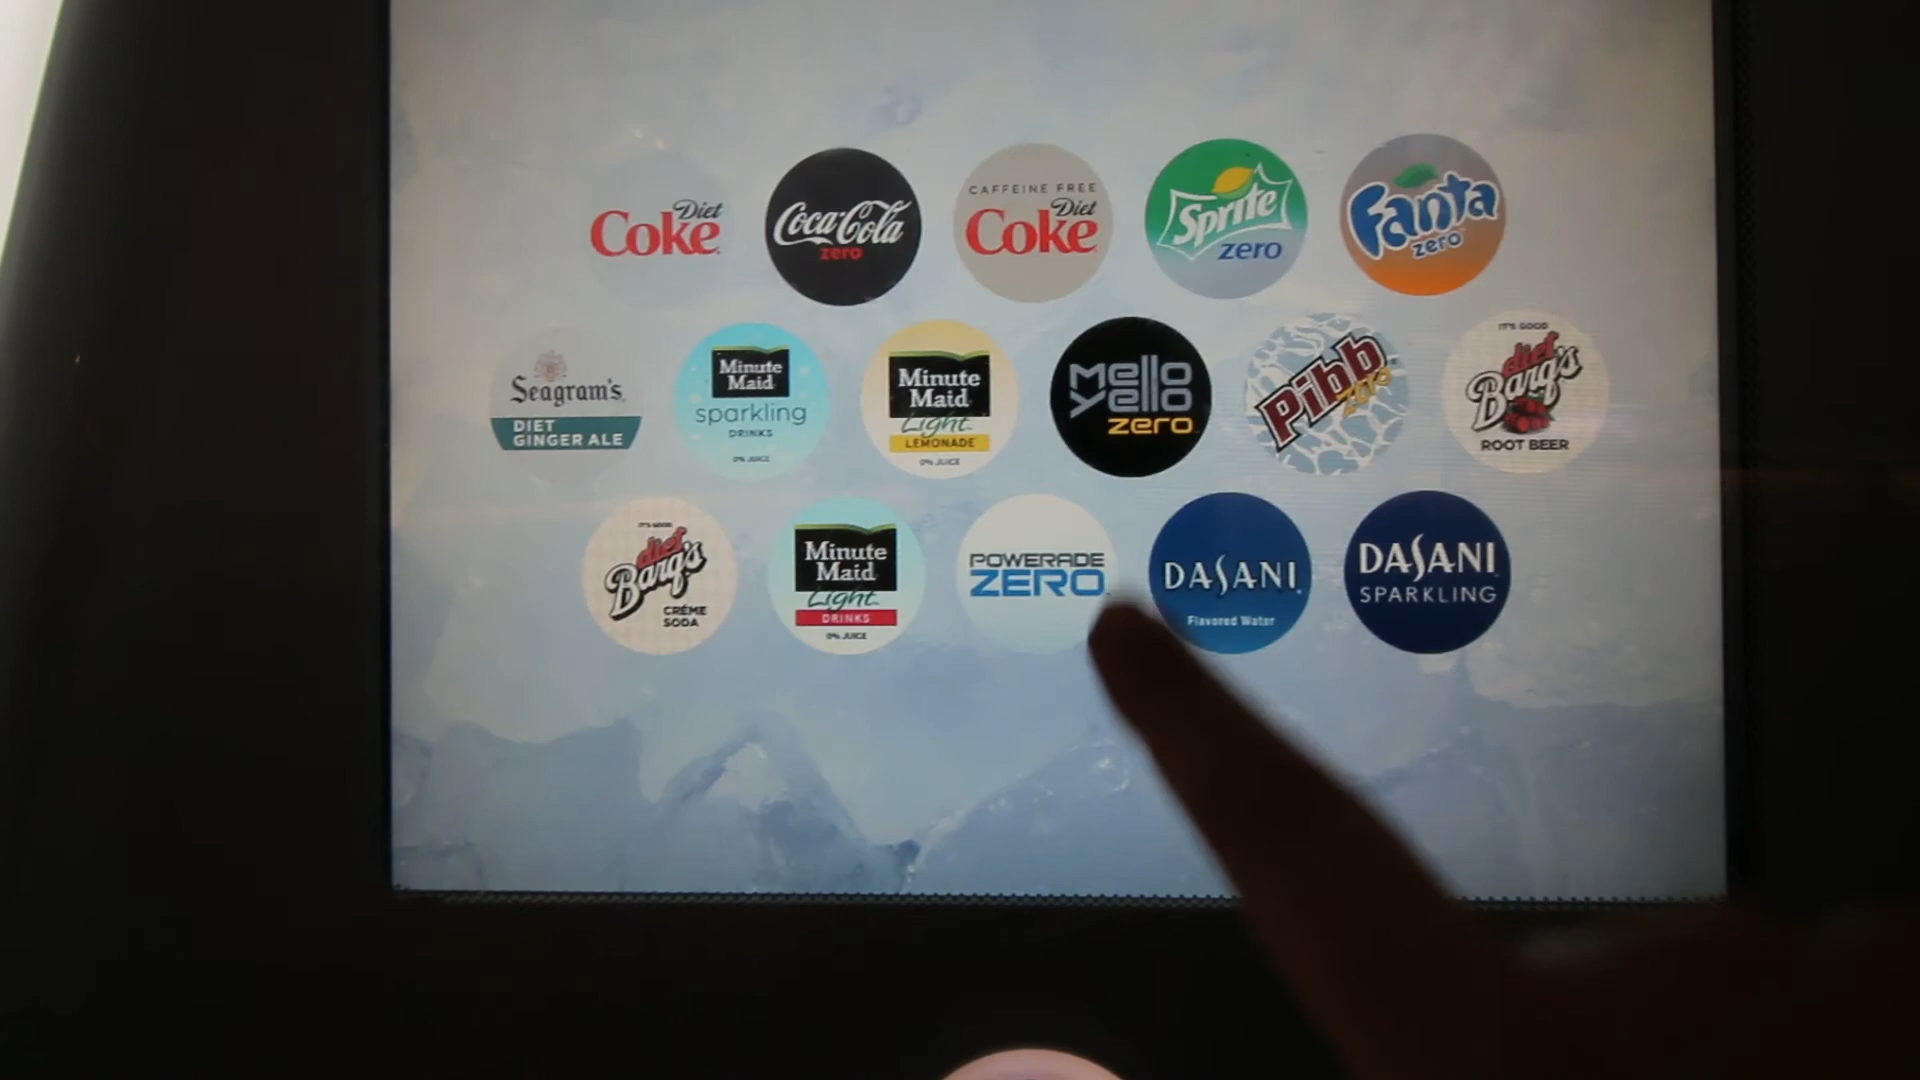 Diet
Coke
Coca-Cola
zero
CAFFEINE FREE
Diet
Coke
Sprite
zero
Fanta
zero
Seagram's
DIET
GINGER ALE
Minute
Maid
sparkling
DRINKS
0% JUICE
Minute
Maid
Light
LEMONADE
0% JUICE
mello
yello
zero
Pibb
zero
IT'S GOOD
diet
Barq's
ROOT BEER
IT'S GOOD
diet
Barq's
CRÉME
SODA
Minute
Maid
Light
DRINKS
0% JUICE
POWERADE
ZERO
DASANI
Flavored Water
DASANI
SPARKLING